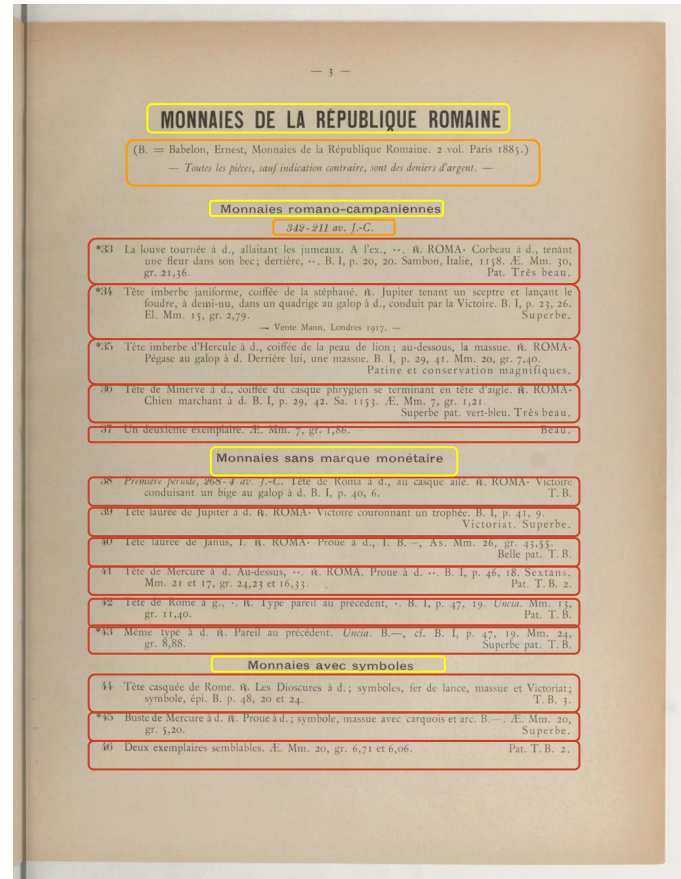 — 3 —
MONNAIES DE LA RÉPUBLIQUE ROMAINE
(B. = Babelon, Ernest, Monnaies de la République Romaine. 2 vol. Paris 1885.)
— Toutes les pièces, sauf indication contraire, sont des deniers d'argent. —
Monnaies romano-campaniennes
342-211 av. J.-C.
*33 La louve tournée à d., allaitant les jumeaux. A l'ex., ··. ℞. ROMA· Corbeau à d., tenant
une fleur dans son bec; derrière, ··. B. I, p. 20, 20. Sambon, Italie, 1158. Æ. Mm. 30,
gr. 21,36. Pat. Très beau.
*34 Tête imberbe janiforme, coiffée de la stéphané. ℞. Jupiter tenant un sceptre et lançant le
foudre, à demi-nu, dans un quadrige au galop à d., conduit par la Victoire. B. I, p. 23, 26.
El. Mm. 15, gr. 2,79. Superbe.
— Vente Mann, Londres 1917. —
*35 Tête imberbe d'Hercule à d., coiffée de la peau de lion; au-dessous, la massue. ℞. ROMA·
Pégase au galop à d. Derrière lui, une massue. B. I, p. 29, 41. Mm. 20, gr. 7,40.
Patine et conservation magnifiques.
36 Tête de Minerve à d., coiffée du casque phrygien se terminant en tête d'aigle. ℞. ROMA·
Chien marchant à d. B. I, p. 29, 42. Sa. 1153. Æ. Mm. 7, gr. 1,21.
Superbe pat. vert-bleu. Très beau.
37 Un deuxième exemplaire. Æ. Mm. 7, gr. 1,86. Beau.
Monnaies sans marque monétaire
38 Première période, 268-4 av. J.-C. Tête de Roma à d., au casque ailé. ℞. ROMA· Victoire
conduisant un bige au galop à d. B. I, p. 40, 6. T. B.
39 Tête laurée de Jupiter à d. ℞. ROMA· Victoire couronnant un trophée. B. I, p. 41, 9.
Victoriat. Superbe.
40 Tête laurée de Janus, I. ℞. ROMA· Proue à d., I. B. —, As. Mm. 26, gr. 43,55.
Belle pat. T. B.
41 Tête de Mercure à d. Au-dessus, ··. ℞. ROMA. Proue à d. ··. B. I, p. 46, 18. Sextans.
Mm. 21 et 17, gr. 24,23 et 16,33. Pat. T. B. 2.
42 Tête de Rome à g., ·. ℞. Type pareil au précédent, ·. B. I, p. 47, 19. Uncia. Mm. 13,
gr. 11,40. Pat. T. B.
*43 Même type à d. ℞. Pareil au précédent. Uncia. B.—, cf. B. I, p. 47, 19. Mm. 24,
gr. 8,88. Superbe pat. T. B.
Monnaies avec symboles
44 Tête casquée de Rome. ℞. Les Dioscures à d.; symboles, fer de lance, massue et Victoriat;
symbole, épi. B. p. 48, 20 et 24. T. B. 3.
*45 Buste de Mercure à d. ℞. Proue à d.; symbole, massue avec carquois et arc. B.—. Æ. Mm. 20,
gr. 5,20. Superbe.
46 Deux exemplaires semblables. Æ. Mm. 20, gr. 6,71 et 6,06. Pat. T. B. 2.